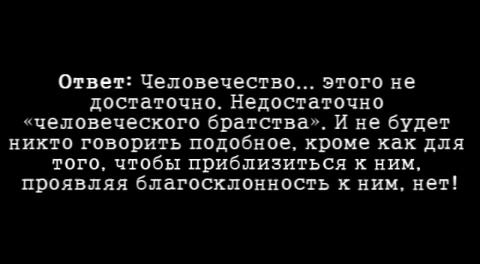 Ответ: Человечество... этого не
достаточно. Недостаточно
«человеческого братства». И не будет
никто говорить подобное, кроме как для
того, чтобы приблизиться к ним,
проявляя благосклонность к ним, нет!